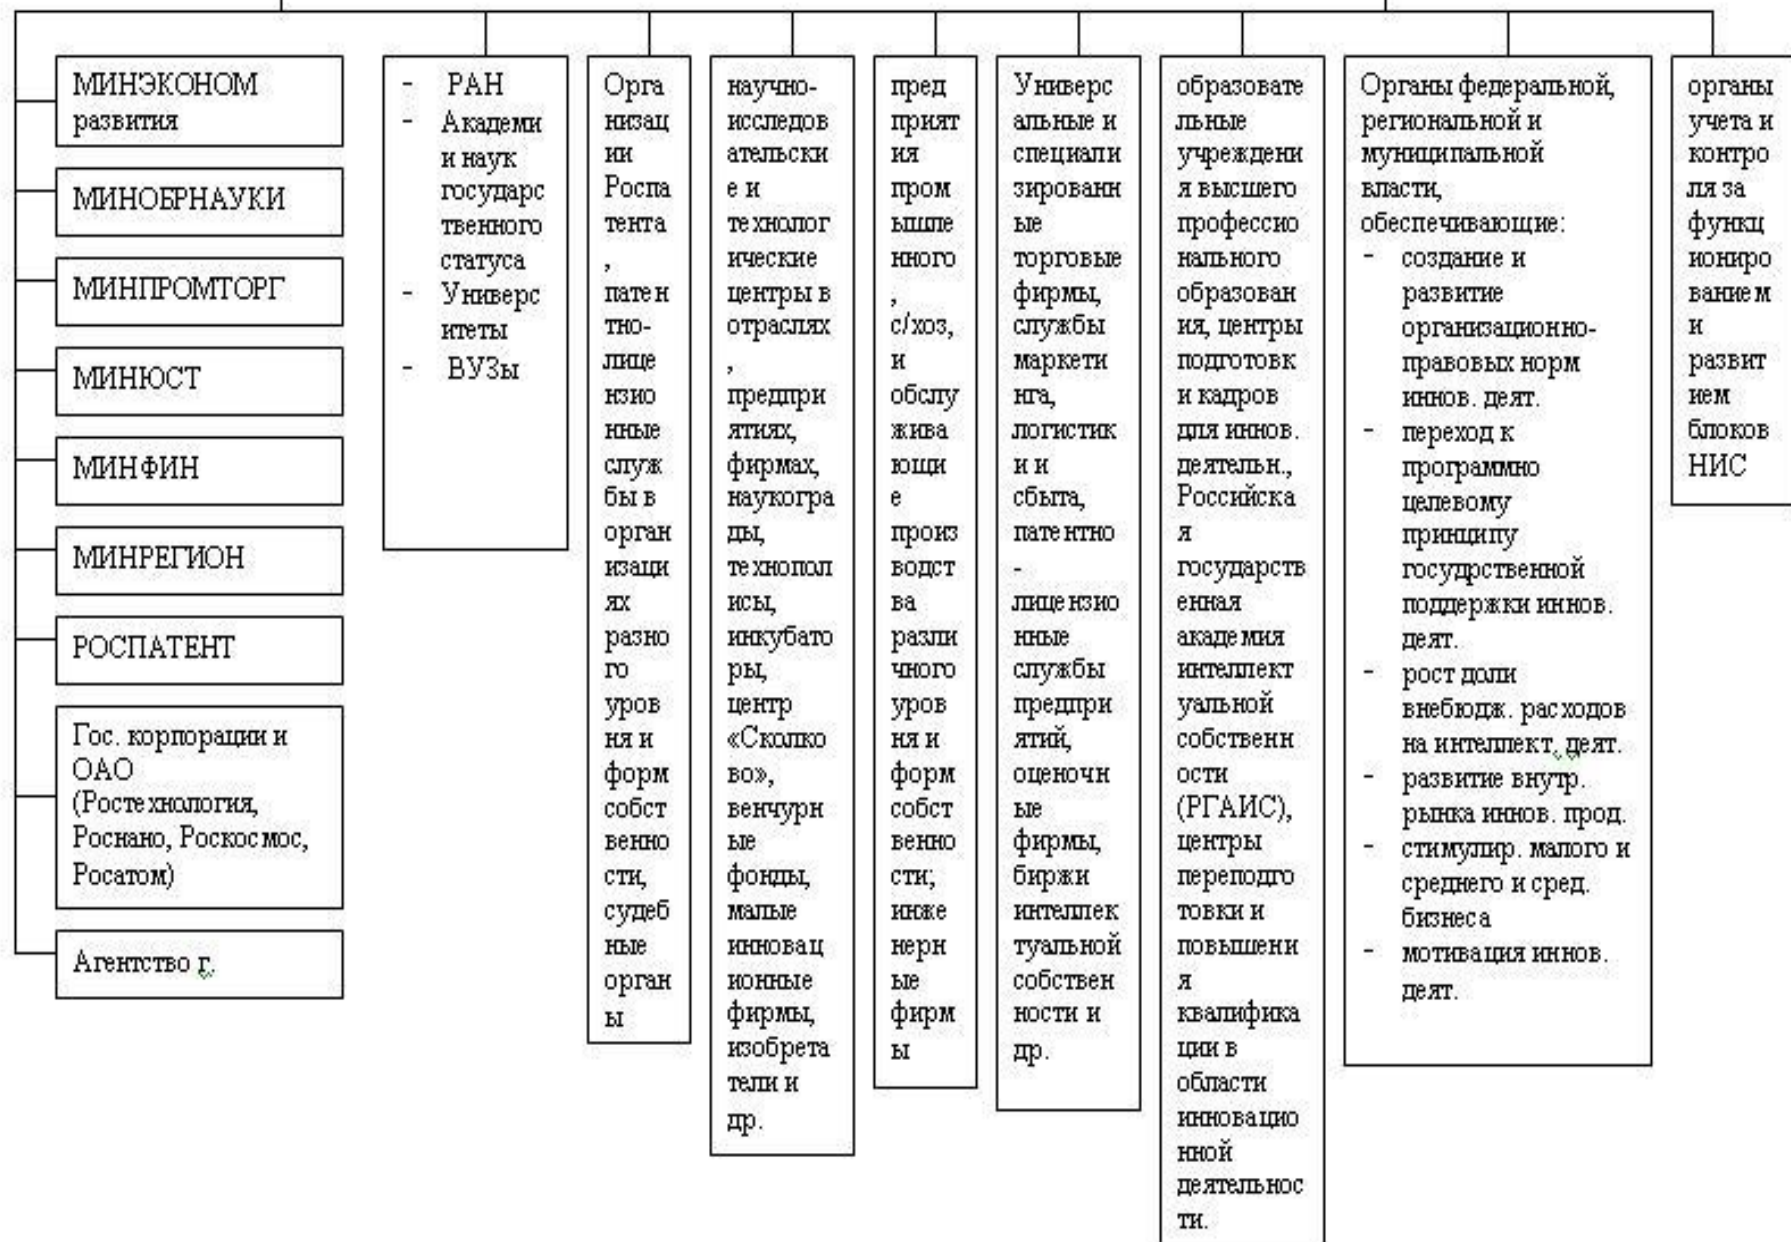 МИНЭКОНОМ
развития
МИНОБРНАУКИ
МИНПРОМТОРГ
МИНЮСТ
МИНФИН
МИНРЕГИОН
РОСПАТЕНТ
Гос. корпорации и
ОАО
(Ростехнология,
Роснано, Роскосмос,
Росатом)
Агентство г.
- РАН
- Академи
и наук
государс
твенного
статуса
- Универс
итеты
- ВУЗы
Орга
низац
ии
Роспа
тента
,
патен
тно-
лице
нзио
нные
служ
бы в
орган
изаци
ях
разно
го
уров
ня и
форм
собст
венно
сти,
судеб
ные
орган
ы
научно-
исследов
ательски
е и
технолог
ические
центры в
отраслях
,
предпри
ятиях,
фирмах,
наукогра
ды,
технопол
исы,
инкубато
ры,
центр
«Сколко
во»,
венчурн
ые
фонды,
малые
инновац
ионные
фирмы,
изобрета
тели и
др.
пред
прият
ия
пром
ышле
нного
,
с/хоз,
и
обслу
жива
ющи
е
произ
водст
ва
разли
чного
уров
ня и
форм
собст
венно
сти;
инже
нерн
ые
фирм
ы
Универс
альные и
специали
зированн
ые
торговые
фирмы,
службы
маркети
нга,
логистик
и и
сбыта,
патентно
-
лицензио
нные
службы
предпри
ятий,
оценочн
ые
фирмы,
биржи
интеллек
туальной
собствен
ности и
др.
образовате
льные
учреждени
я высшего
профессио
нального
образован
ия, центры
подготовк
и кадров
для иннов.
деятельн.,
Российска
я
государств
енная
академия
интеллект
уальной
собственн
ости
(РГАИС),
центры
переподго
товки и
повышени
я
квалифика
ции в
области
инновацио
нной
деятельнос
ти.
Органы федеральной,
региональной и
муниципальной
власти,
обеспечивающие:
- создание и
развитие
организационно-
правовых норм
иннов. деят.
- переход к
программно
целевому
принципу
госудрственной
поддержки иннов.
деят.
- рост доли
внебюдж. расходов
на интеллект. деят.
- развитие внутр.
рынка иннов. прод.
- стимулир. малого и
среднего и сред.
бизнеса
- мотивация иннов.
деят.
органы
учета и
контро
ля за
функц
иониро
ванием
и
развит
ием
блоков
НИС